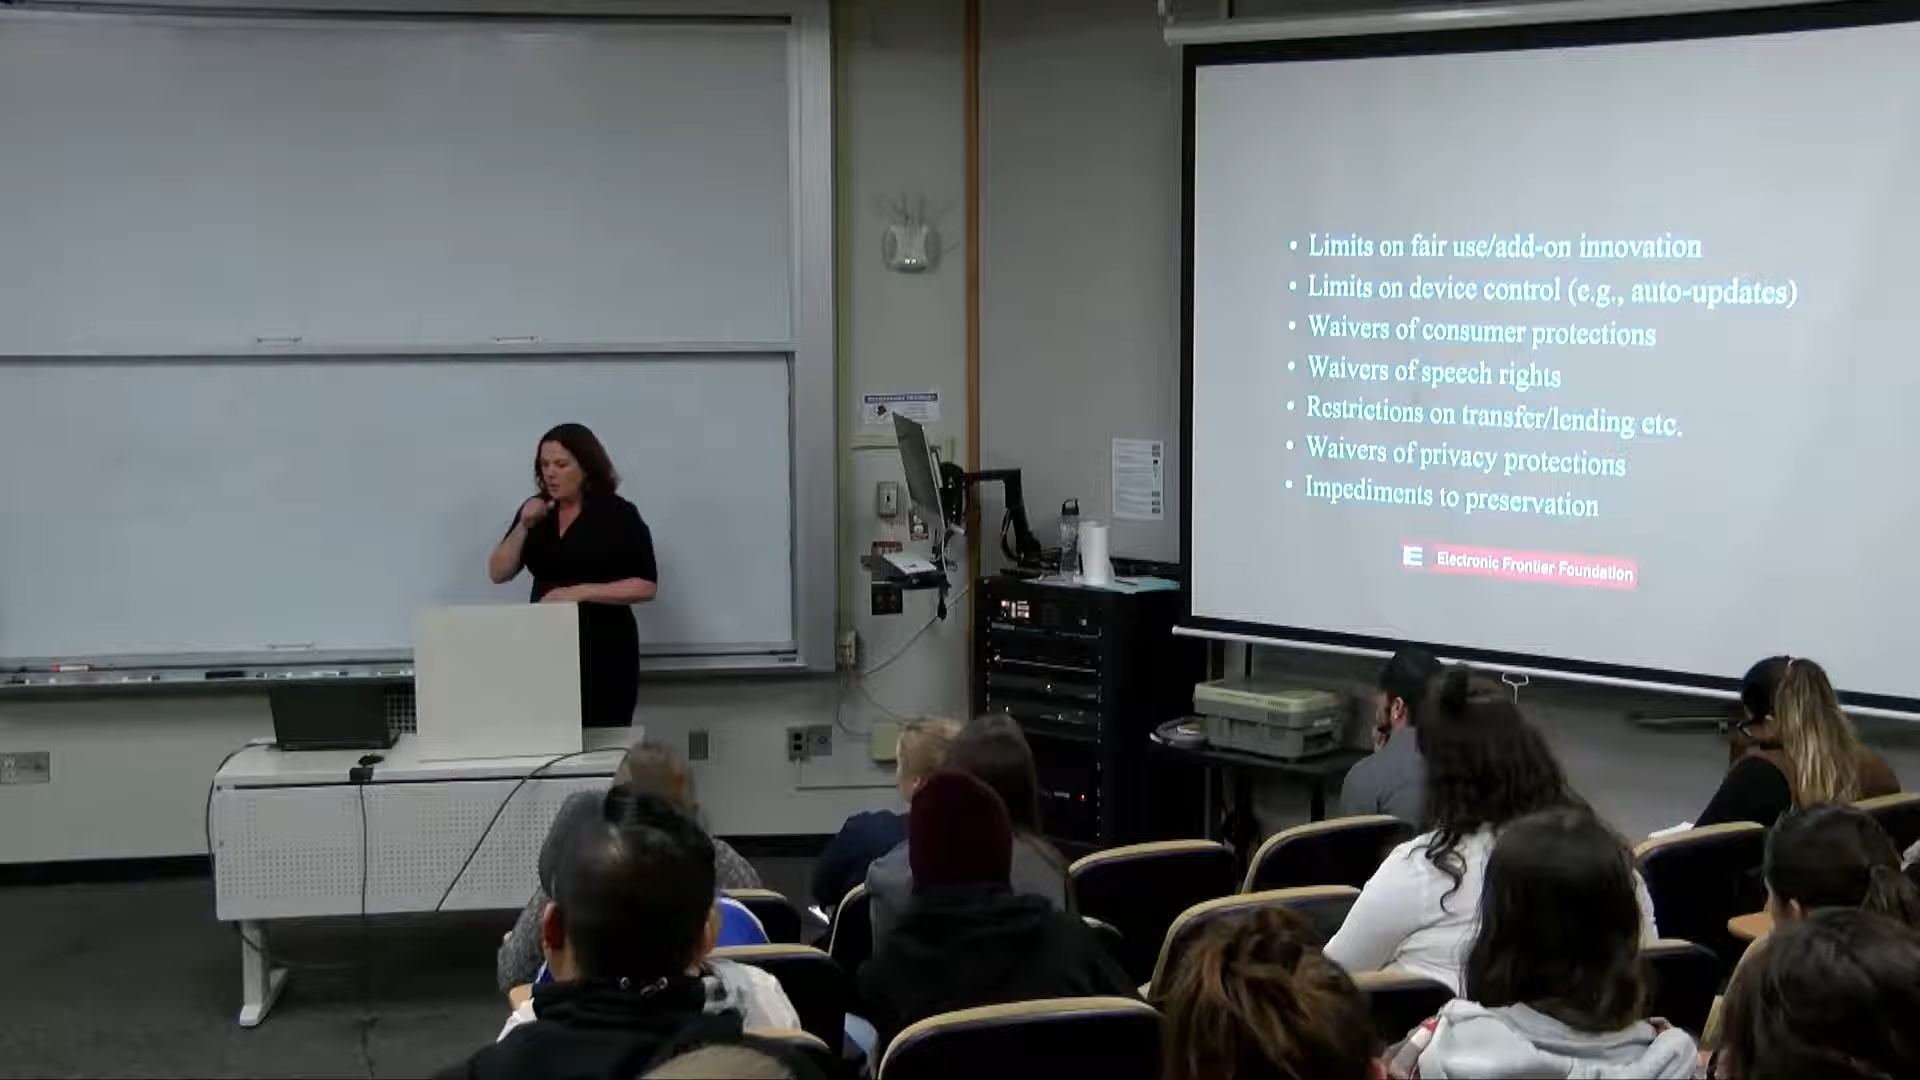 • Limits on fair use/add-on innovation
• Limits on device control (e.g., auto-updates)
• Waivers of consumer protections
• Waivers of speech rights
• Restrictions on transfer/lending etc.
• Waivers of privacy protections
• Impediments to preservation
Electronic Frontier Foundation